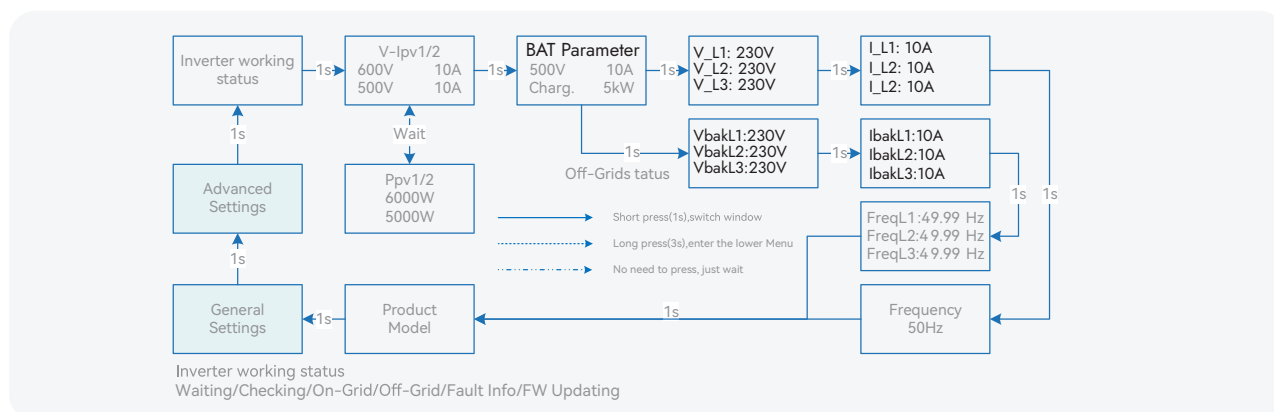 Inverter working
status
1s
V-Ipv1/2
600V 10A
500V 10A
1s
BAT Parameter
500V 10A
Charg. 5kW
1s
V_L1: 230V
V_L2: 230V
V_L3: 230V
1s
I_L1: 10A
I_L2: 10A
I_L2: 10A
1s
Wait
1s
Off-Grids tatus
VbakL1:230V
VbakL2:230V
VbakL3:230V
1s
IbakL1:10A
IbakL2:10A
IbakL3:10A
1s
1s
Advanced
Settings
Ppv1/2
6000W
5000W
Short press(1s),switch window
Long press(3s),enter the lower Menu
No need to press, just wait
FreqL1:49.99 Hz
FreqL2:49.99 Hz
FreqL3:49.99 Hz
1s
General
Settings
1s
Product
Model
1s
Frequency
50Hz
Inverter working status
Waiting/Checking/On-Grid/Off-Grid/Fault Info/FW Updating